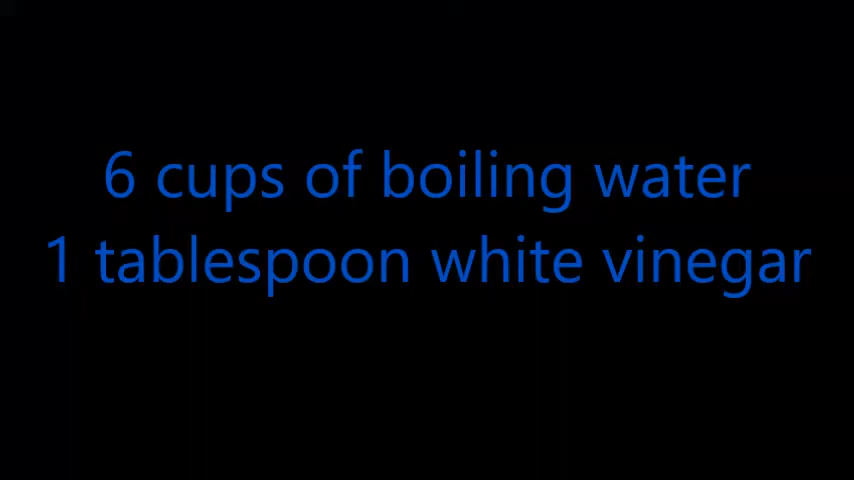 6 cups of boiling water
1 tablespoon white vinegar